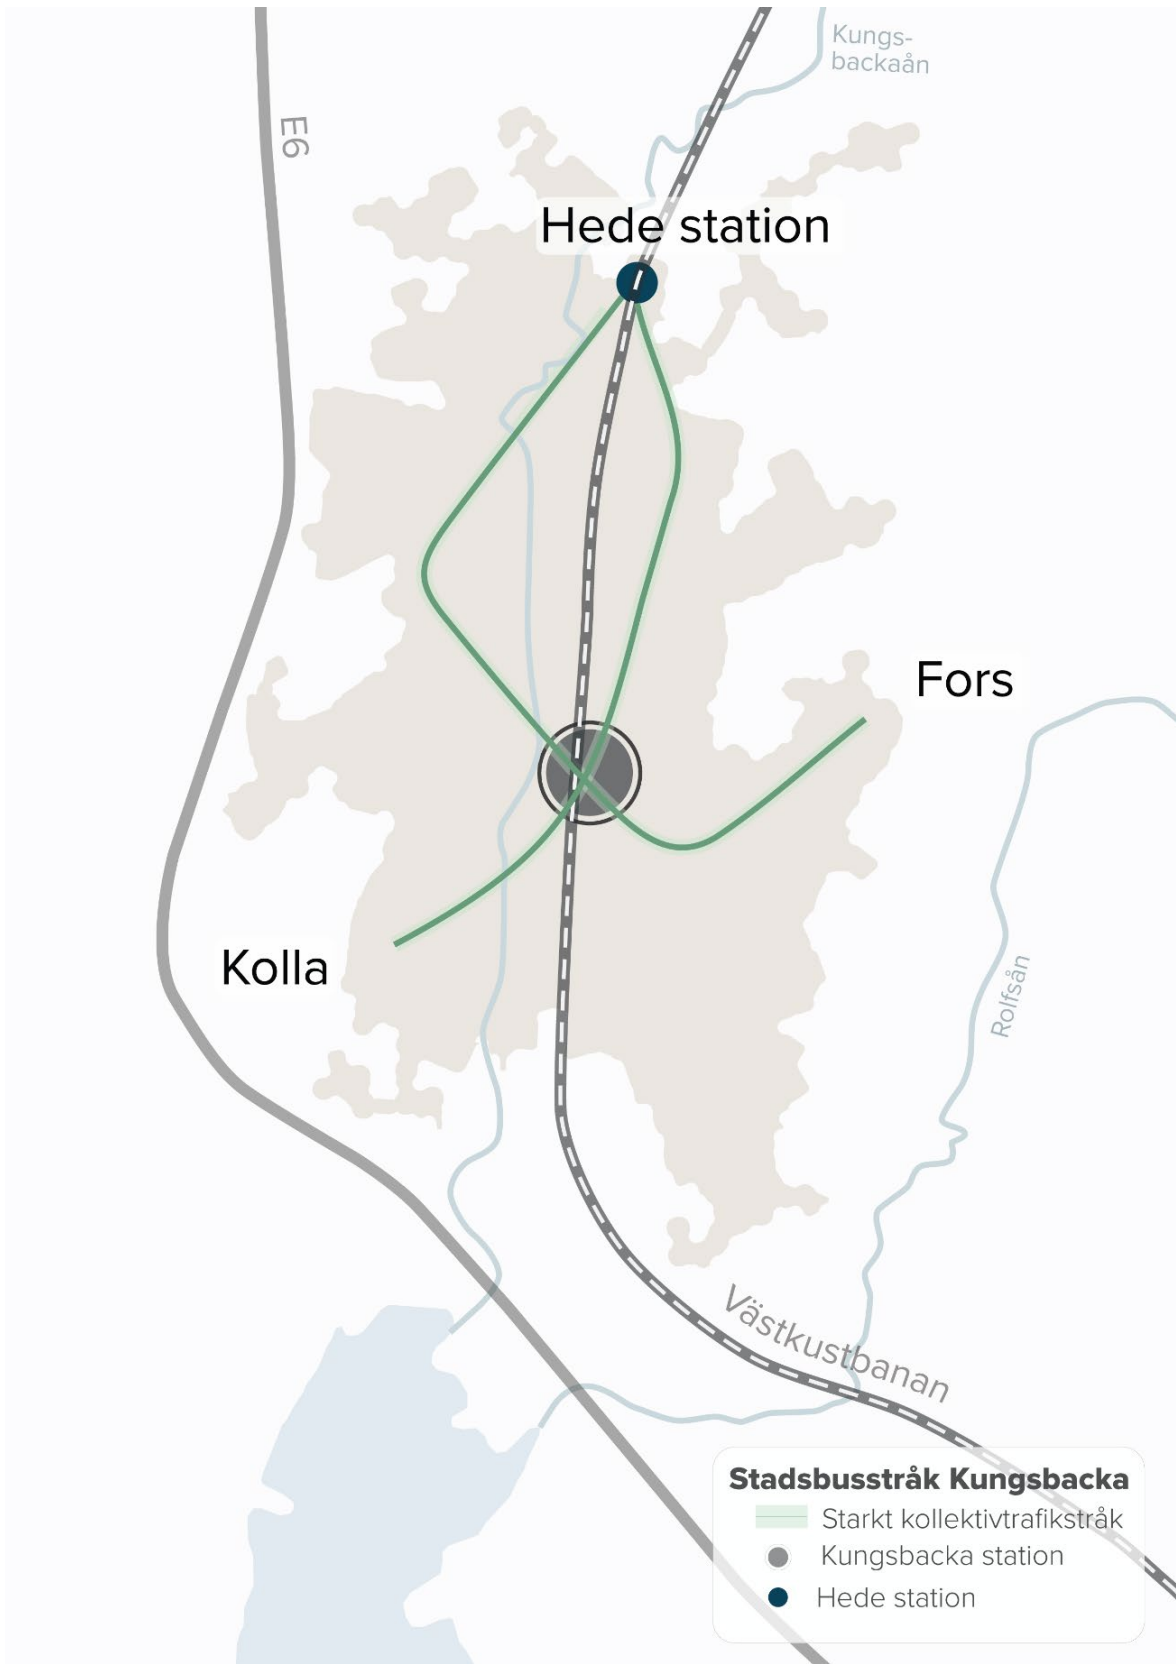 Kungs-
backaån
E6
Hede station
Fors
Kolla
Rolfsån
Västkustbanan
Stadsbusstråk Kungsbacka
Starkt kollektivtrafikstråk
Kungsbacka station
Hede station